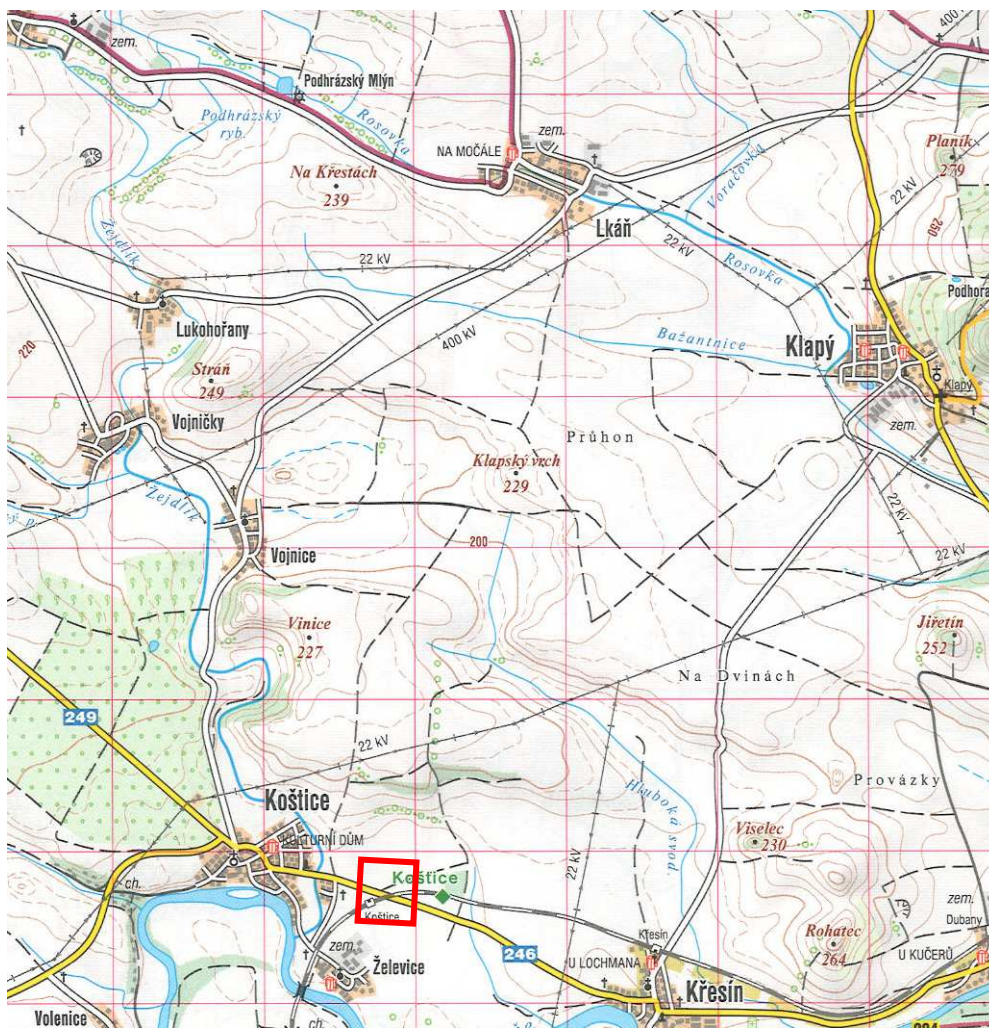 zem.
400 kV
Podhrázský Mlýn
Podhrázský
ryb.
Rosovka
NA MOČÁLE
zem.
Planík
279
Na Křestách
239
Voračovka
22 kV
Lkáň
22 kV
260
Žejdlík
22 kV
Rosovka
Podhora
Lukohořany
400 kV
Bažantnice
Klapý
220
Stráň
249
Klapý
Vojničky
zem.
Průhon
Klapský vrch
229
Žejdlík
ý p.
22 kV
Vojnice
200
22 kV
Vinice
227
Jiřetín
252
Na Dvinách
249
22 kV
Hluboká svod.
Provázky
Koštice
KULTURNÍ DŮM
Viselec
230
ch.
Koštice
22 kV
Koštice
zem.
Dubany
Křesín
Rohatec
264
zem.
246
U LOCHMANA
U KUČERŮ
Želevice
Křesín
Volenice
ch.